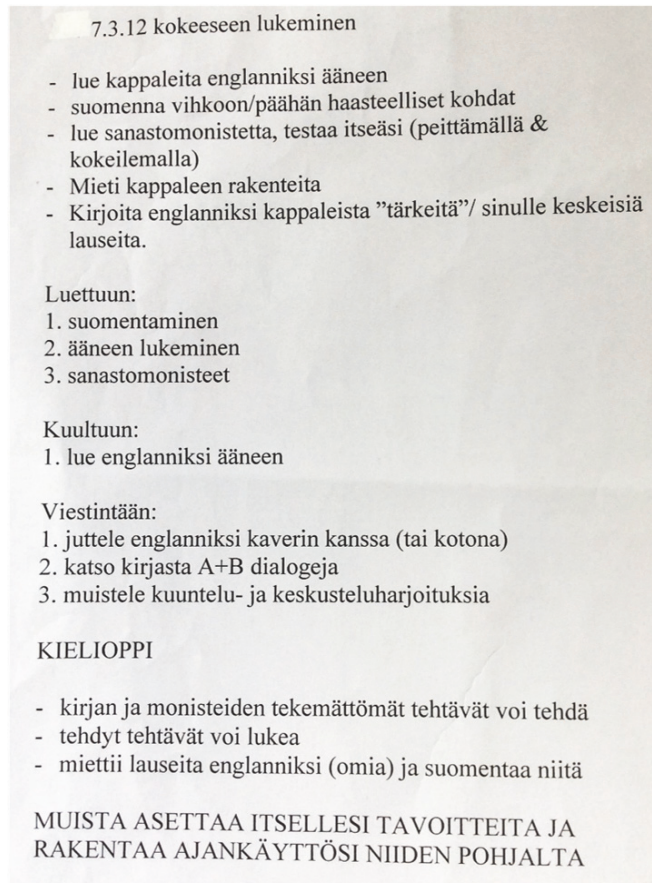 7.3.12 kokeeseen lukeminen
- lue kappaleita englanniksi ääneen
- suomenna vihkoon/päähän haasteelliset kohdat
- lue sanastomonistetta, testaa itseäsi (peittämällä &
kokeilemalla)
- Mieti kappaleen rakenteita
- Kirjoita englanniksi kappaleista ”tärkeitä”/ sinulle keskeisiä
lauseita.
Luettuun:
1. suomentaminen
2. ääneen lukeminen
3. sanastomonisteet
Kuultuun:
1. lue englanniksi ääneen
Viestintään:
1. juttele englanniksi kaverin kanssa (tai kotona)
2. katso kirjasta A+B dialogeja
3. muistele kuuntelu- ja keskusteluharjoituksia
KIELIOPPI
- kirjan ja monisteiden tekemättömät tehtävät voi tehdä
- tehdyt tehtävät voi lukea
- miettii lauseita englanniksi (omia) ja suomentaa niitä
MUISTA ASETTAA ITSELLESI TAVOITTEITA JA
RAKENTAA AJANKÄYTTÖSI NIIDEN POHJALTA